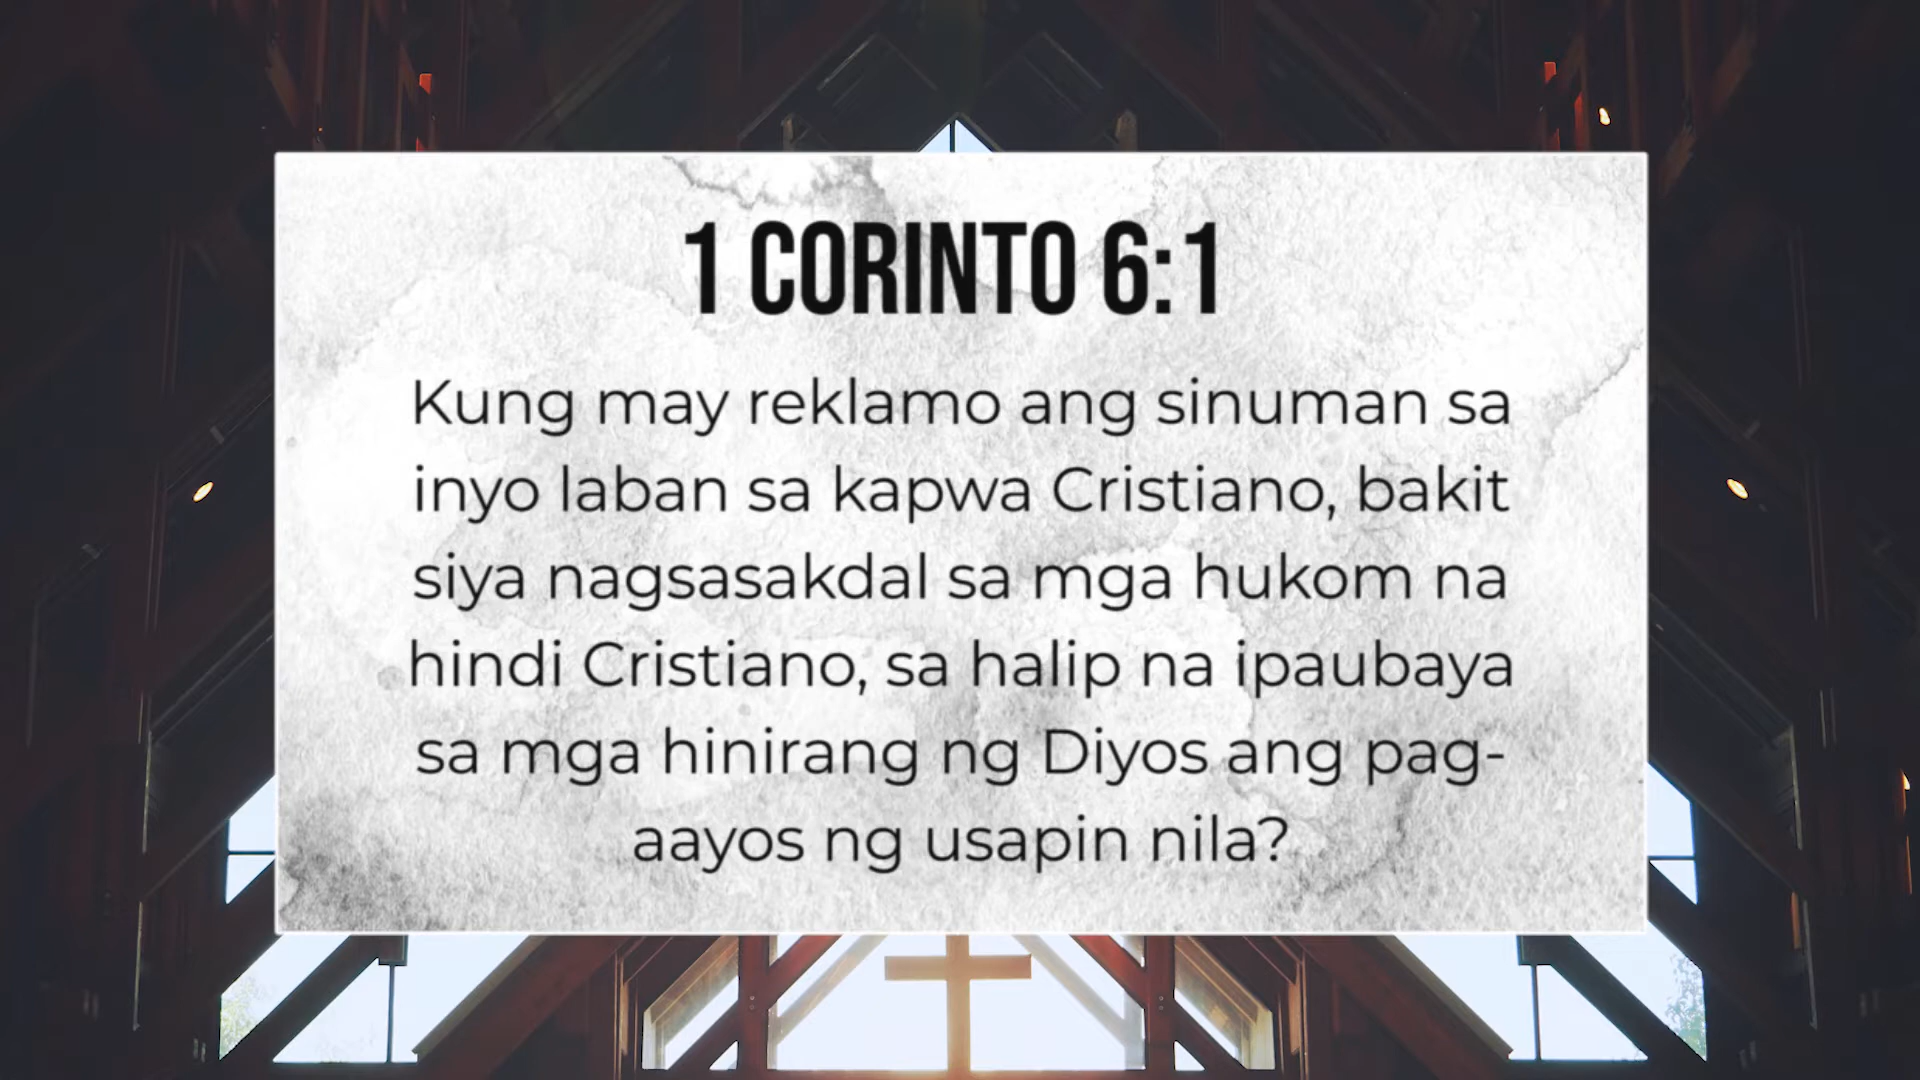 1 CORINTO 6:1
Kung may reklamo ang sinuman sa
inyo laban sa kapwa Cristiano, bakit
siya nagsasakdal sa mga hukom na
hindi Cristiano, sa halip na ipaubaya
sa mga hinirang ng Diyos ang pag-
aayos ng usapin nila?